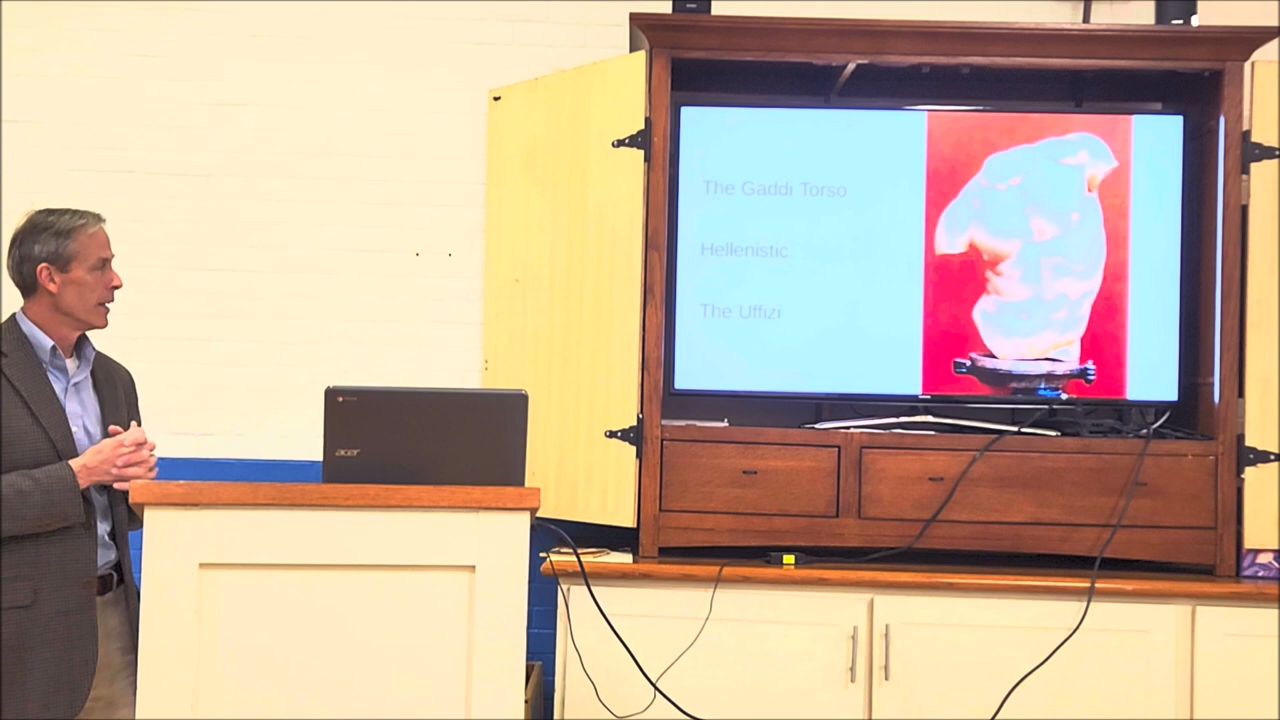 The Gaddi Torso
Hellenistic
The Uffizi
acer